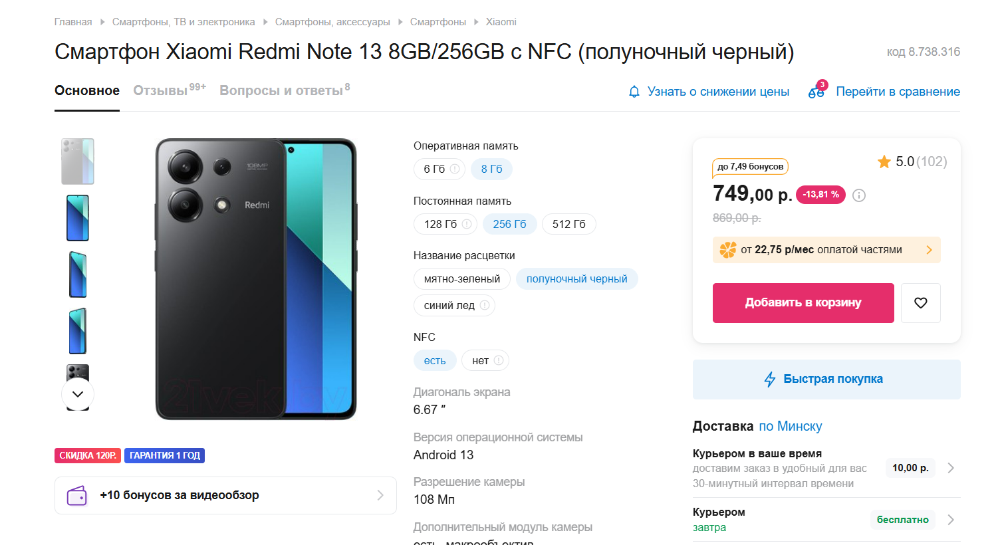 Главная Смартфоны, ТВ и электроника Смартфоны, аксессуары Смартфоны Xiaomi
Смартфон Xiaomi Redmi Note 13 8GB/256GB с NFC (полуночный черный)
код 8.738.316
Основное Отзывы 99+ Вопросы и ответы 8
Узнать о снижении цены
3
Перейти в сравнение
108MP
Redmi
21vek.by
СКИДКА 120Р. ГАРАНТИЯ 1 ГОД
+10 бонусов за видеообзор
Оперативная память
6 Гб 8 Гб
Постоянная память
128 Гб 256 Гб 512 Гб
Название расцветки
мятно-зеленый полуночный черный
синий лед
NFC
есть нет
Диагональ экрана
6.67 ″
Версия операционной системы
Android 13
Разрешение камеры
108 Мп
Дополнительный модуль камеры
есть, макрообъектив
до 7,49 бонусов
5.0 (102)
749,00 р. -13,81 %
869,00 р.
от 22,75 р/мес оплатой частями
Добавить в корзину
Быстрая покупка
Доставка по Минску
Курьером в ваше время
доставим заказ в удобный для вас
30-минутный интервал времени
10,00 р.
Курьером
завтра
бесплатно